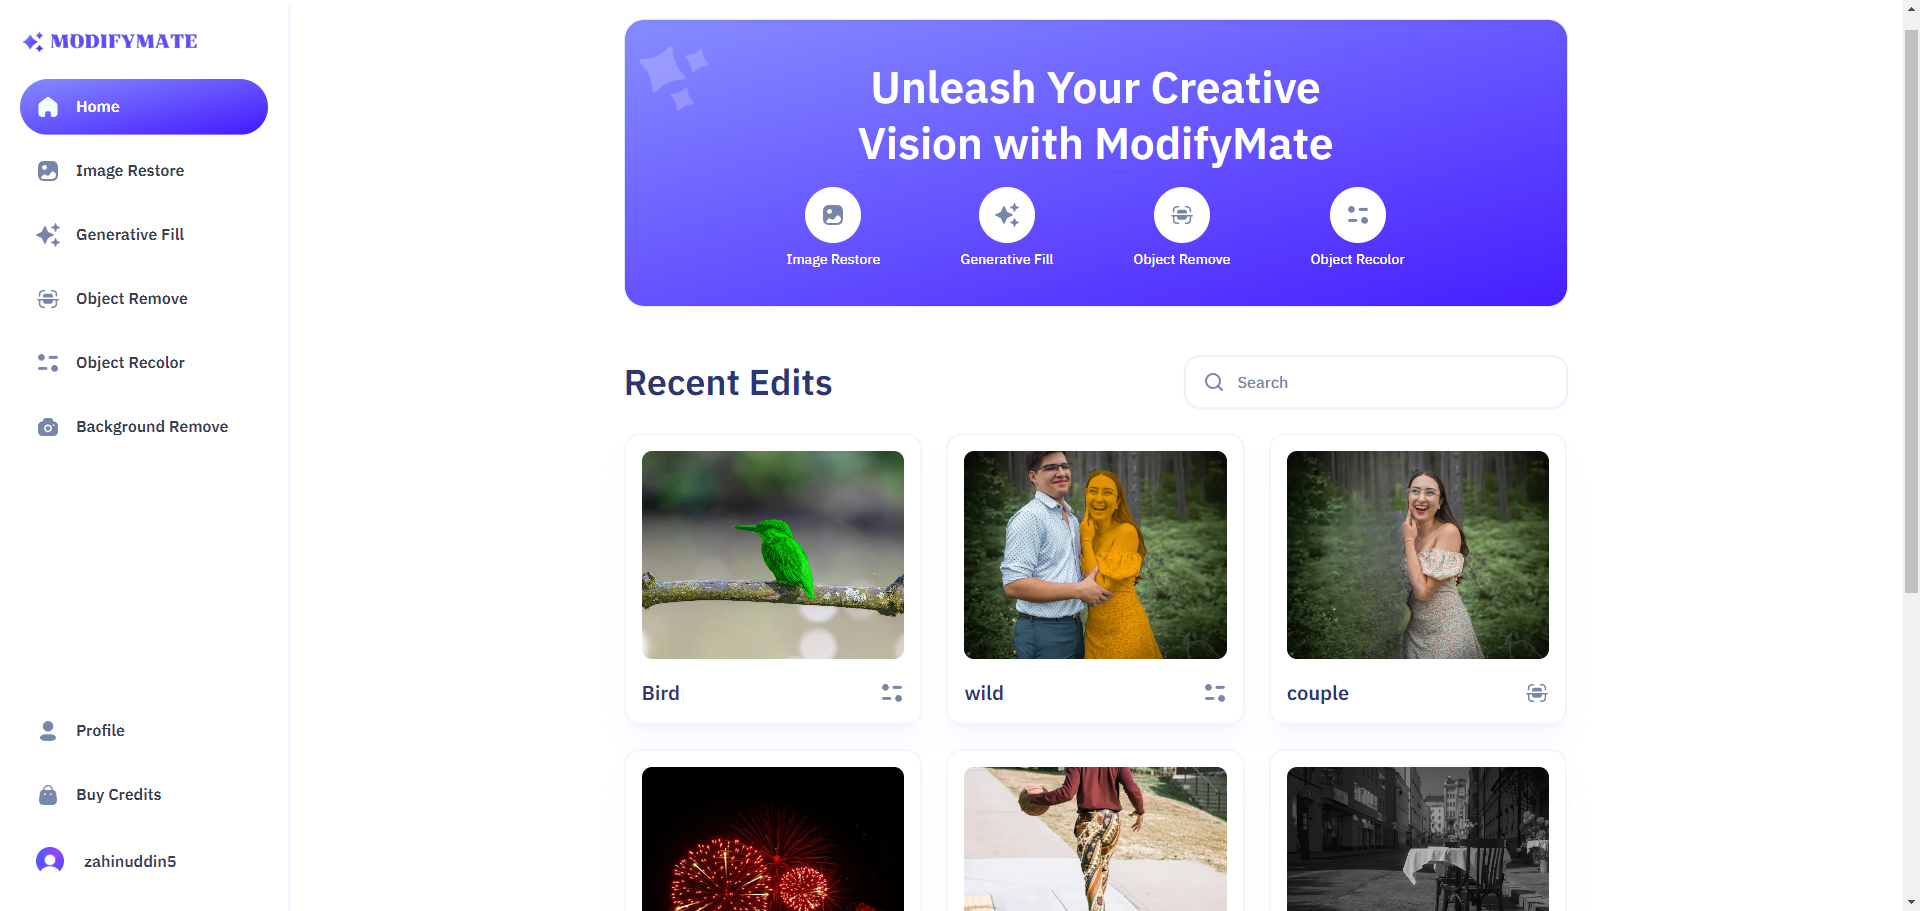 MODIFYMATE
Home
Image Restore
Generative Fill
Object Remove
Object Recolor
Background Remove
Profile
Buy Credits
zahinuddin5
Unleash Your Creative
Vision with ModifyMate
Image Restore
Generative Fill
Object Remove
Object Recolor
Recent Edits
Search
Bird
wild
couple